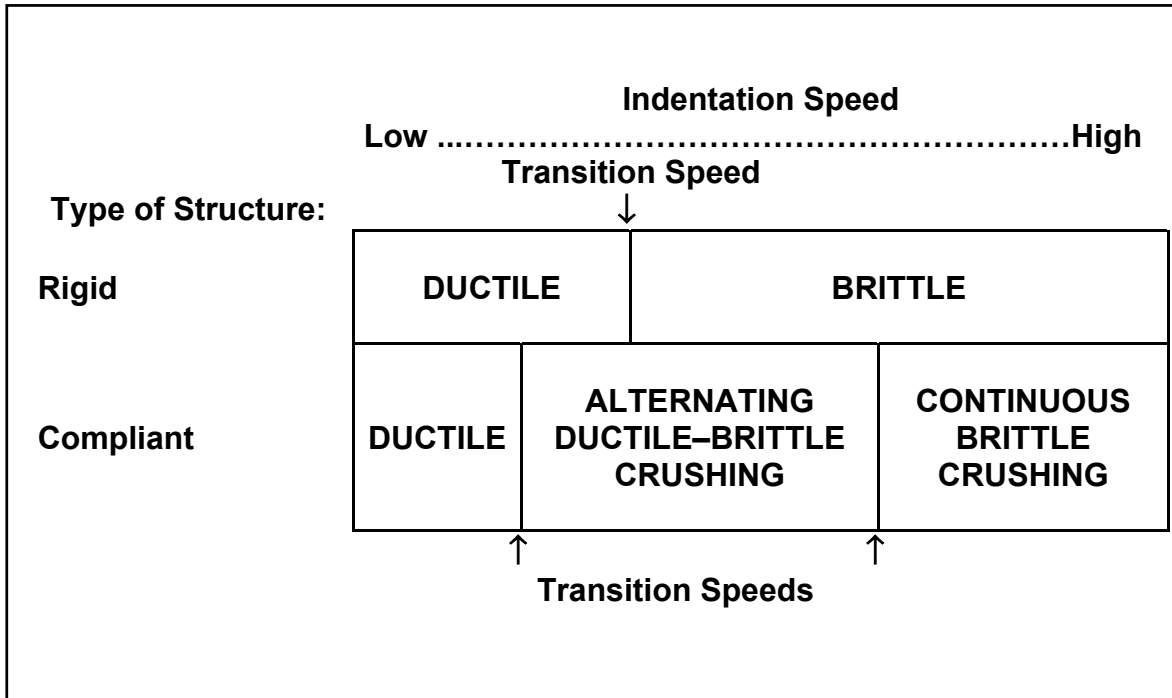 Indentation Speed
Low ...……………………………………………………………High
Transition Speed
Type of Structure:
↓
Rigid
DUCTILE
BRITTLE
Compliant
DUCTILE
ALTERNATING
DUCTILE–BRITTLE
CRUSHING
CONTINUOUS
BRITTLE
CRUSHING
↑ ↑
Transition Speeds